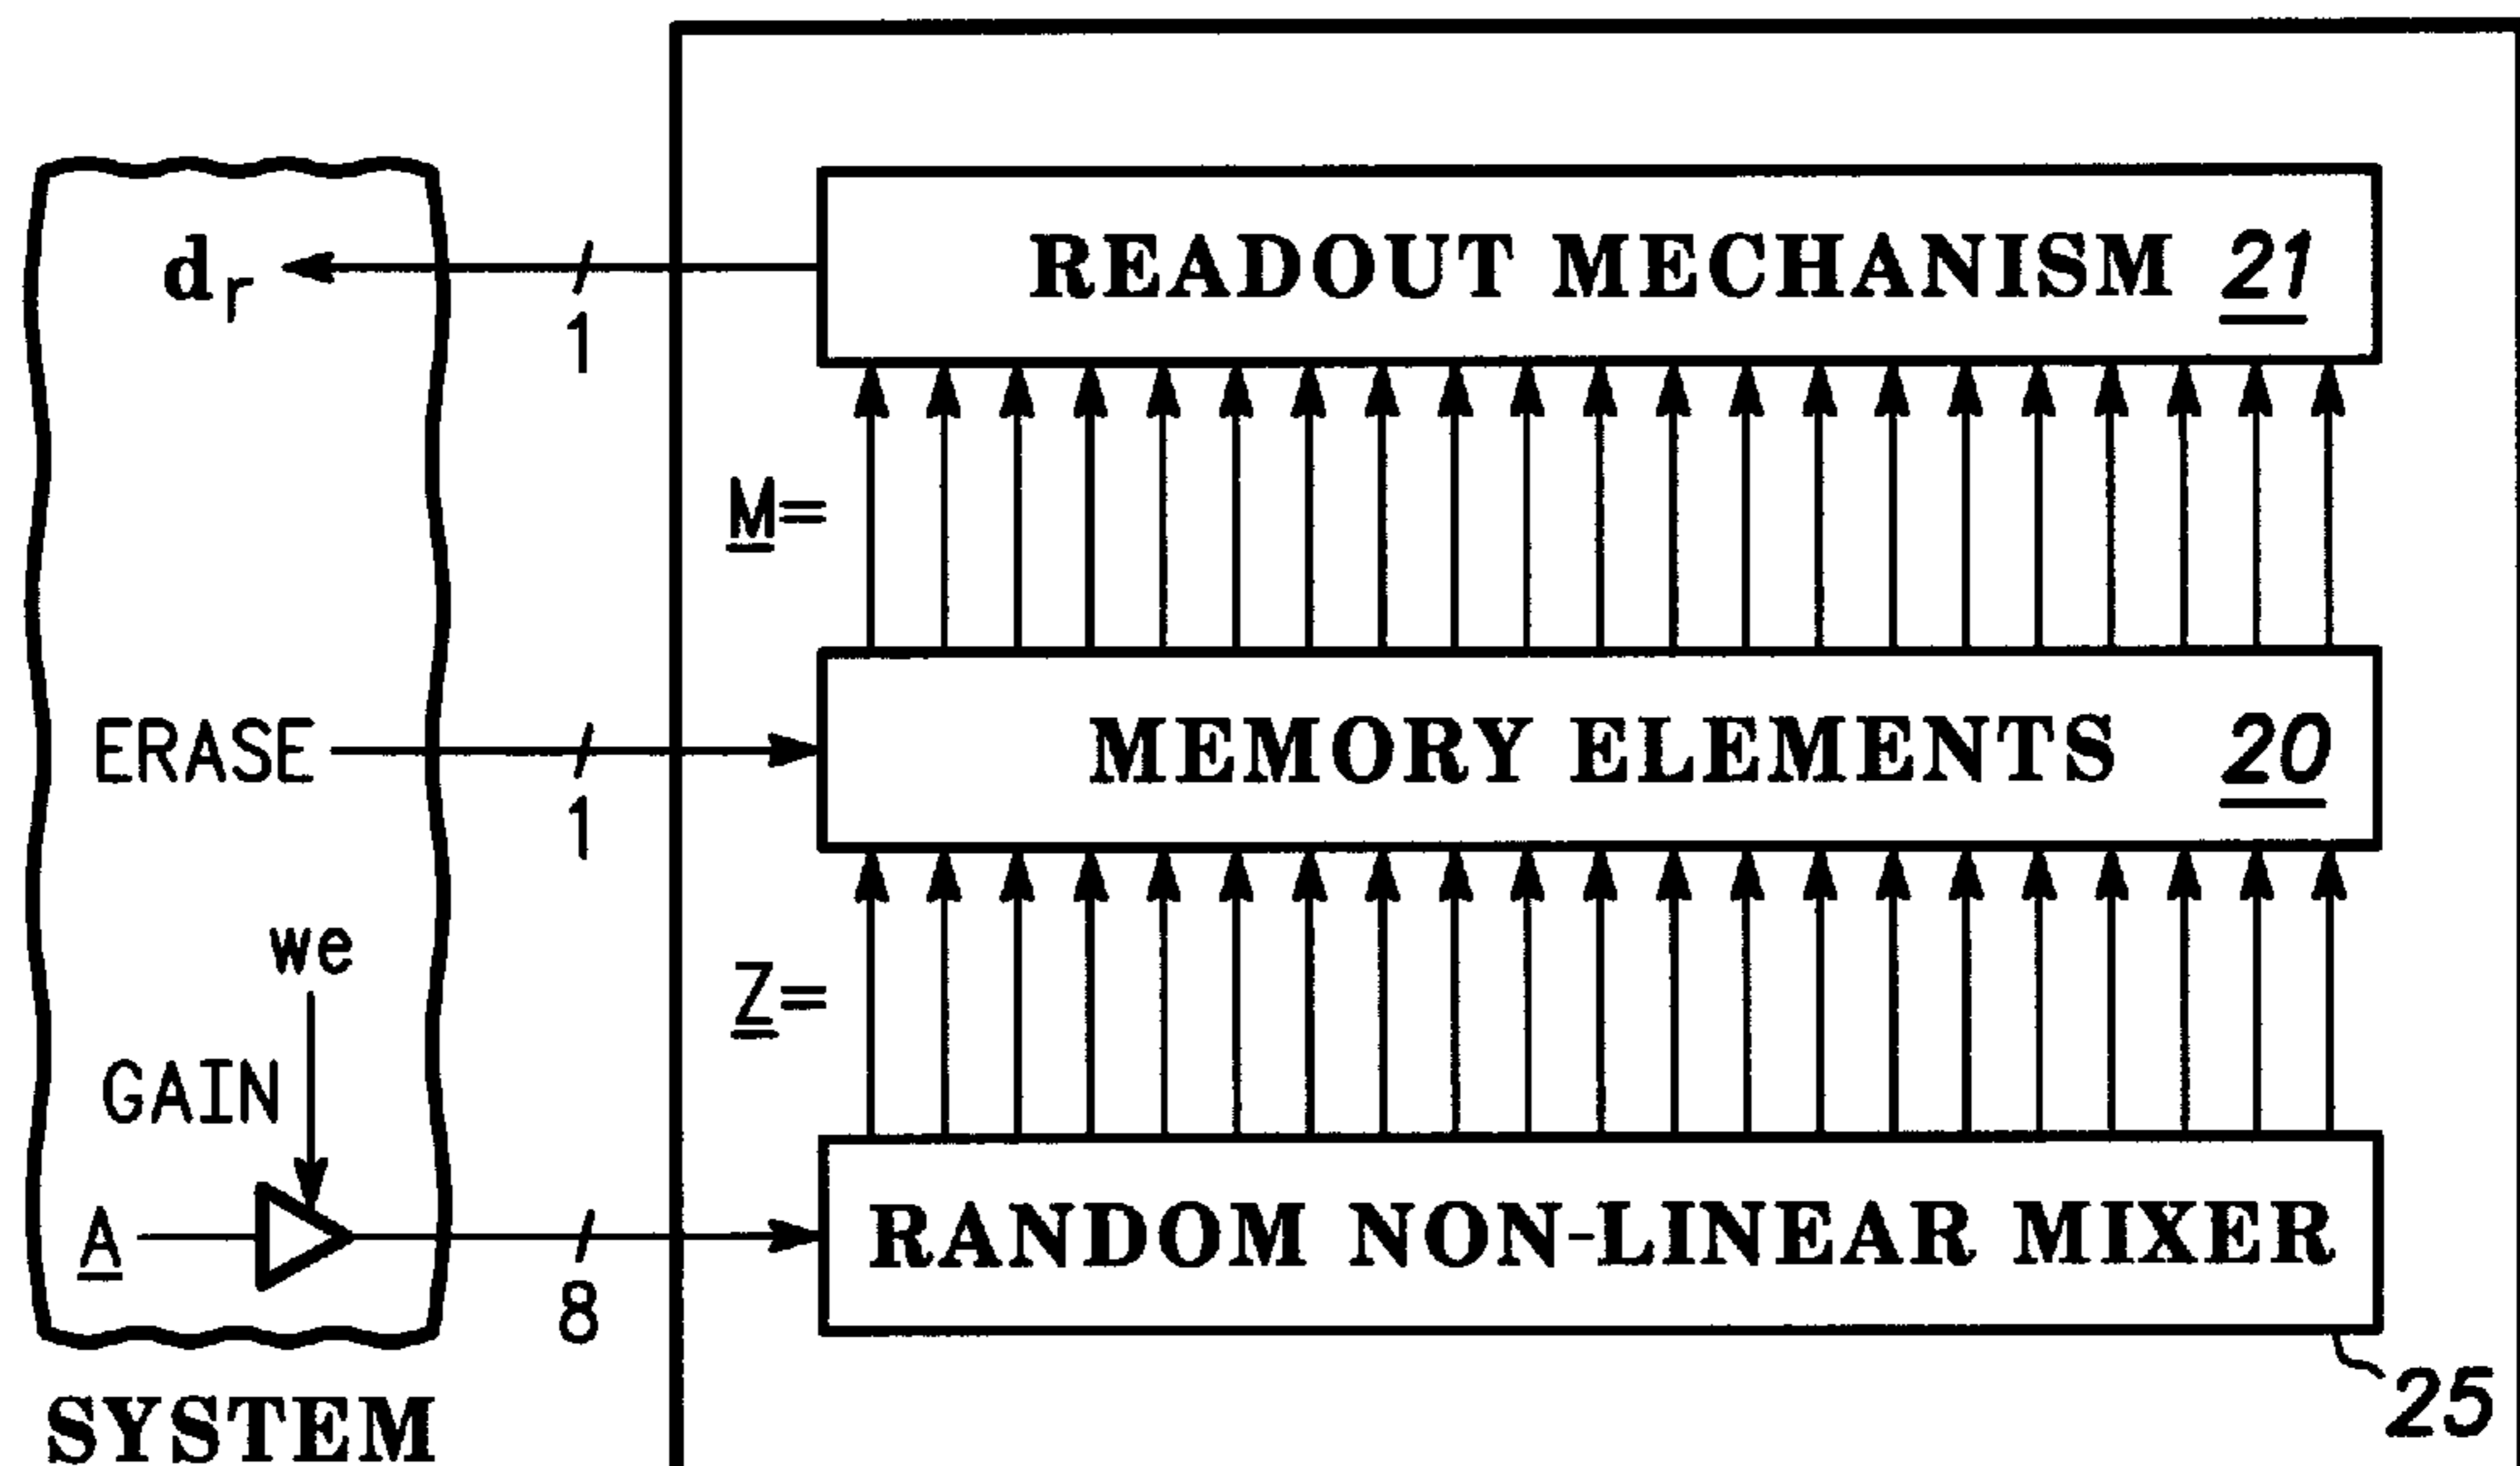 READOUT MECHANISM 21
dr
1
M=
MEMORY ELEMENTS 20
ERASE
1
we
Z=
GAIN
A
RANDOM NON-LINEAR MIXER
8
25
SYSTEM